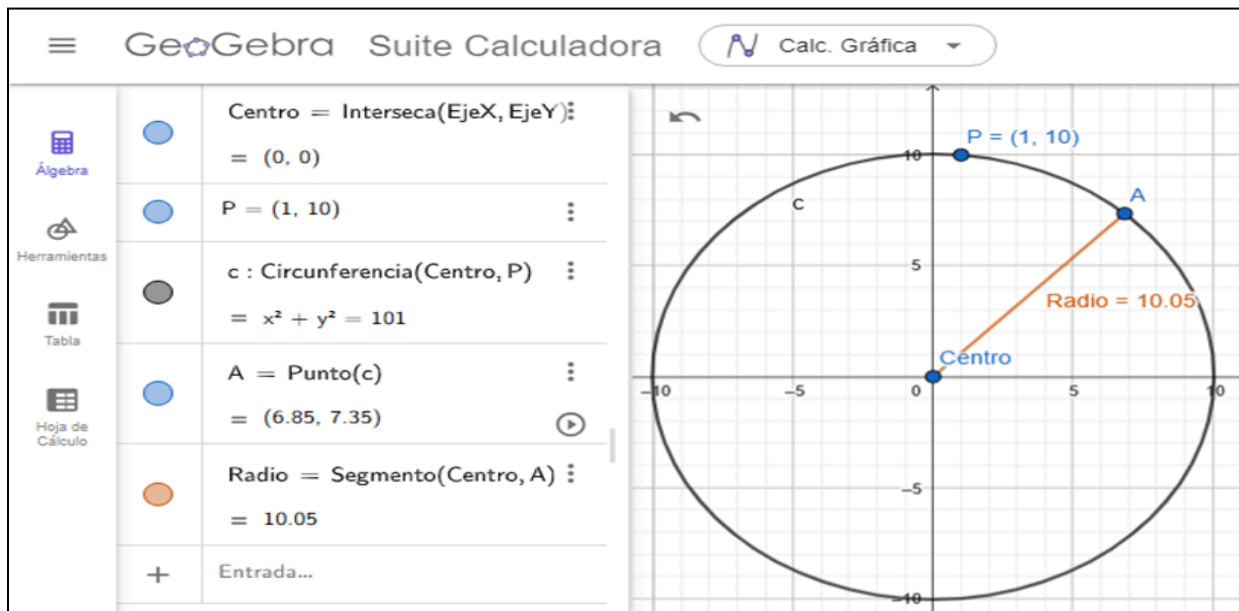 GeoGebra Suite Calculadora Calc. Gráfica
Álgebra
Herramientas
Tabla
Hoja de
Cálculo
Centro = Interseca(EjeX, EjeY)
= (0, 0)
P = (1, 10)
c : Circunferencia(Centro, P)
= x² + y² = 101
A = Punto(c)
= (6.85, 7.35)
Radio = Segmento(Centro, A)
= 10.05
+ Entrada...
P = (1, 10)
10
A
c
5
Radio = 10.05
Centro
–10 –5 0 5 10
–5
–10